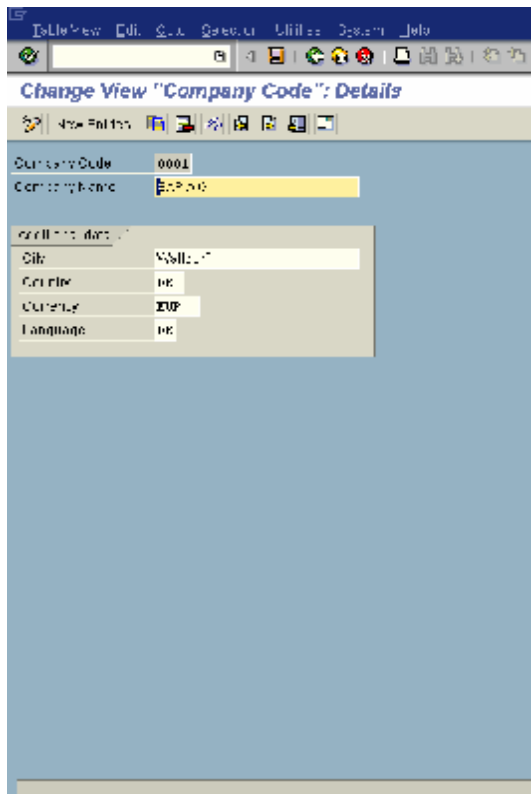 Table View Edit Goto Selection Utilities System Help
Change View "Company Code": Details
New Entries
Company Code 0001
Company Name SAP A.G.
Additional data
City Walldorf
Country DE
Currency EUR
Language DE